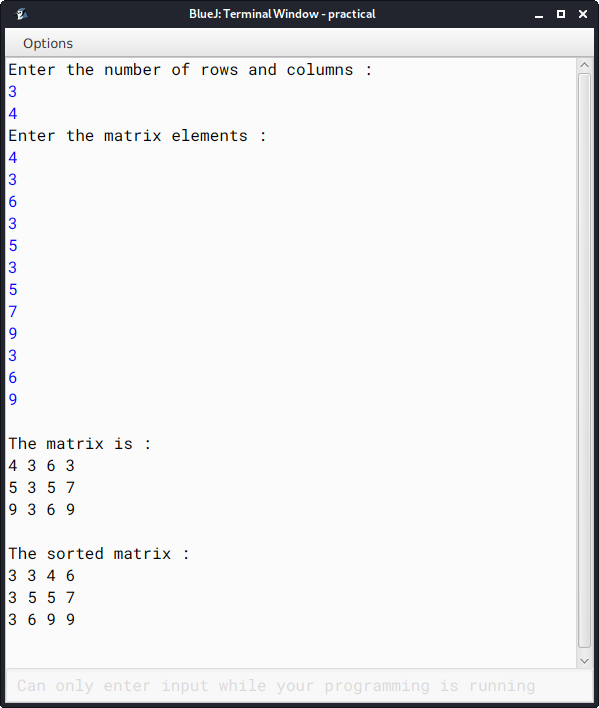 BlueJ: Terminal Window - practical
Options
Enter the number of rows and columns :
3
4
Enter the matrix elements :
4
3
6
3
5
3
5
7
9
3
6
9
The matrix is :
4 3 6 3
5 3 5 7
9 3 6 9
The sorted matrix :
3 3 4 6
3 5 5 7
3 6 9 9
Can only enter input while your programming is running